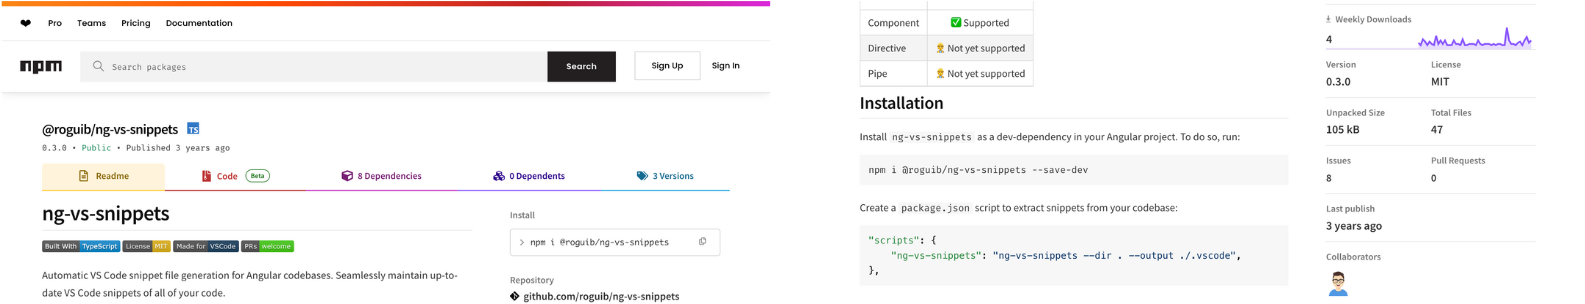 ❤ Pro Teams Pricing Documentation
npm Search packages Search Sign Up Sign In
@roguib/ng-vs-snippets TS
0.3.0 • Public • Published 3 years ago
Readme Code Beta 8 Dependencies 0 Dependents 3 Versions
ng-vs-snippets
Built With TypeScript License MIT Made for VSCode PRs welcome
Automatic VS Code snippet file generation for Angular codebases. Seamlessly maintain up-to-
date VS Code snippets of all of your code.
Install
> npm i @roguib/ng-vs-snippets
Repository
github.com/roguib/ng-vs-snippets
Component ✅ Supported
Directive 👷 Not yet supported
Pipe 👷 Not yet supported
Installation
Install ng-vs-snippets as a dev-dependency in your Angular project. To do so, run:
npm i @roguib/ng-vs-snippets --save-dev
Create a package.json script to extract snippets from your codebase:
"scripts": {
    "ng-vs-snippets": "ng-vs-snippets --dir . --output ./.vscode",
},
Weekly Downloads
4
Version License
0.3.0 MIT
Unpacked Size Total Files
105 kB 47
Issues Pull Requests
8 0
Last publish
3 years ago
Collaborators